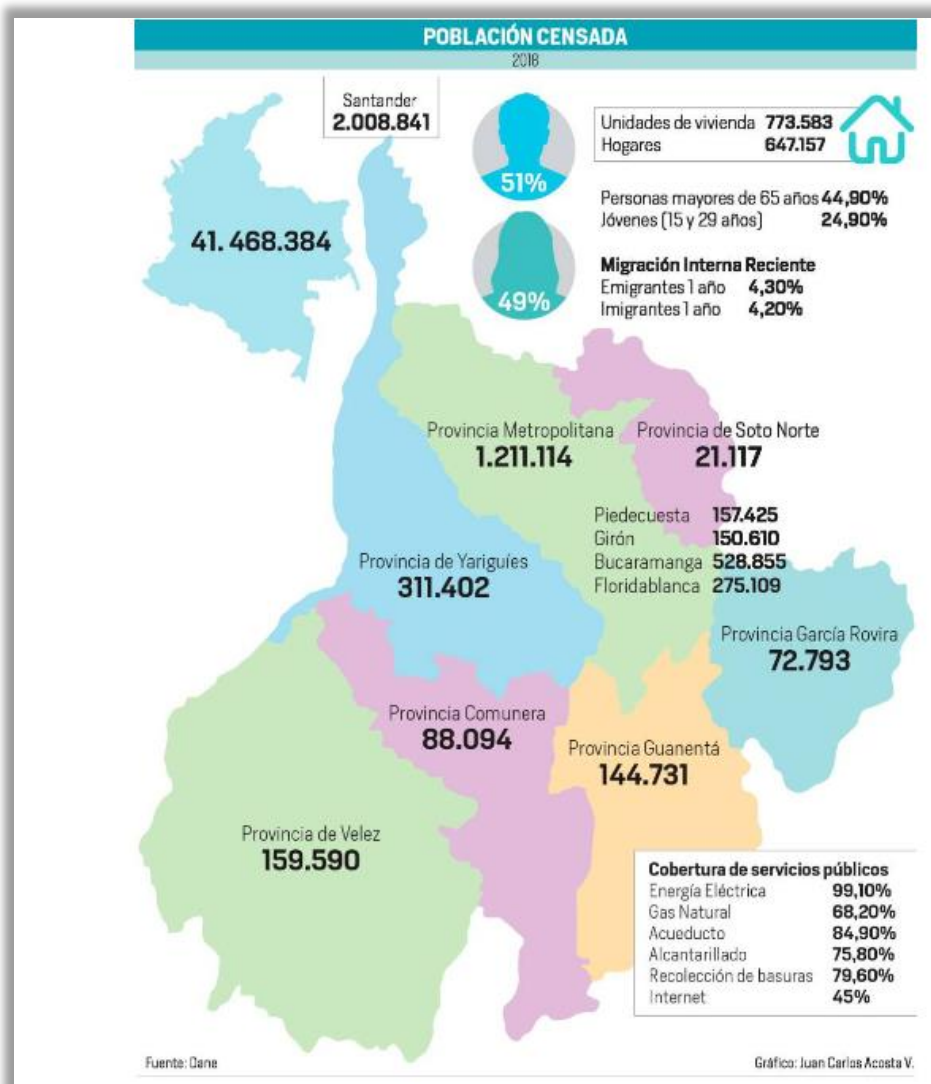 POBLACIÓN CENSADA
2018
Santander
2.008.841
41. 468.384
51%
49%
Unidades de vivienda 773.583
Hogares 647.157
Personas mayores de 65 años 44,90%
Jóvenes (15 y 29 años) 24,90%
Migración Interna Reciente
Emigrantes 1 año 4,30%
Imigrantes 1 año 4,20%
Provincia Metropolitana
1.211.114
Provincia de Soto Norte
21.117
Piedecuesta 157.425
Girón 150.610
Bucaramanga 528.855
Floridablanca 275.109
Provincia de Yariguíes
311.402
Provincia García Rovira
72.793
Provincia Comunera
88.094
Provincia Guanentá
144.731
Provincia de Velez
159.590
Cobertura de servicios públicos
Energía Eléctrica 99,10%
Gas Natural 68,20%
Acueducto 84,90%
Alcantarillado 75,80%
Recolección de basuras 79,60%
Internet 45%
Fuente: Dane
Gráfico: Juan Carlos Acosta V.